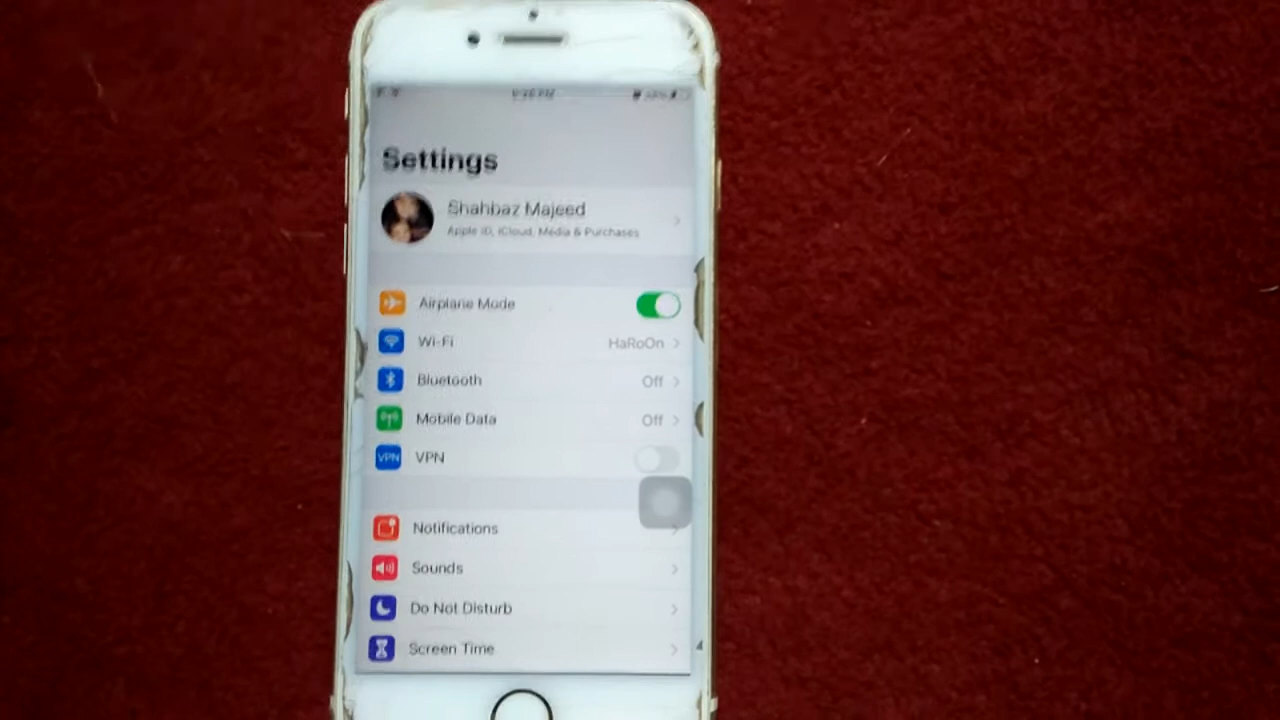 Settings
Shahbaz Majeed
Apple ID, iCloud, Media & Purchases
Airplane Mode
Wi-Fi HaRoOn
Bluetooth Off
Mobile Data Off
VPN VPN
Notifications
Sounds
Do Not Disturb
Screen Time